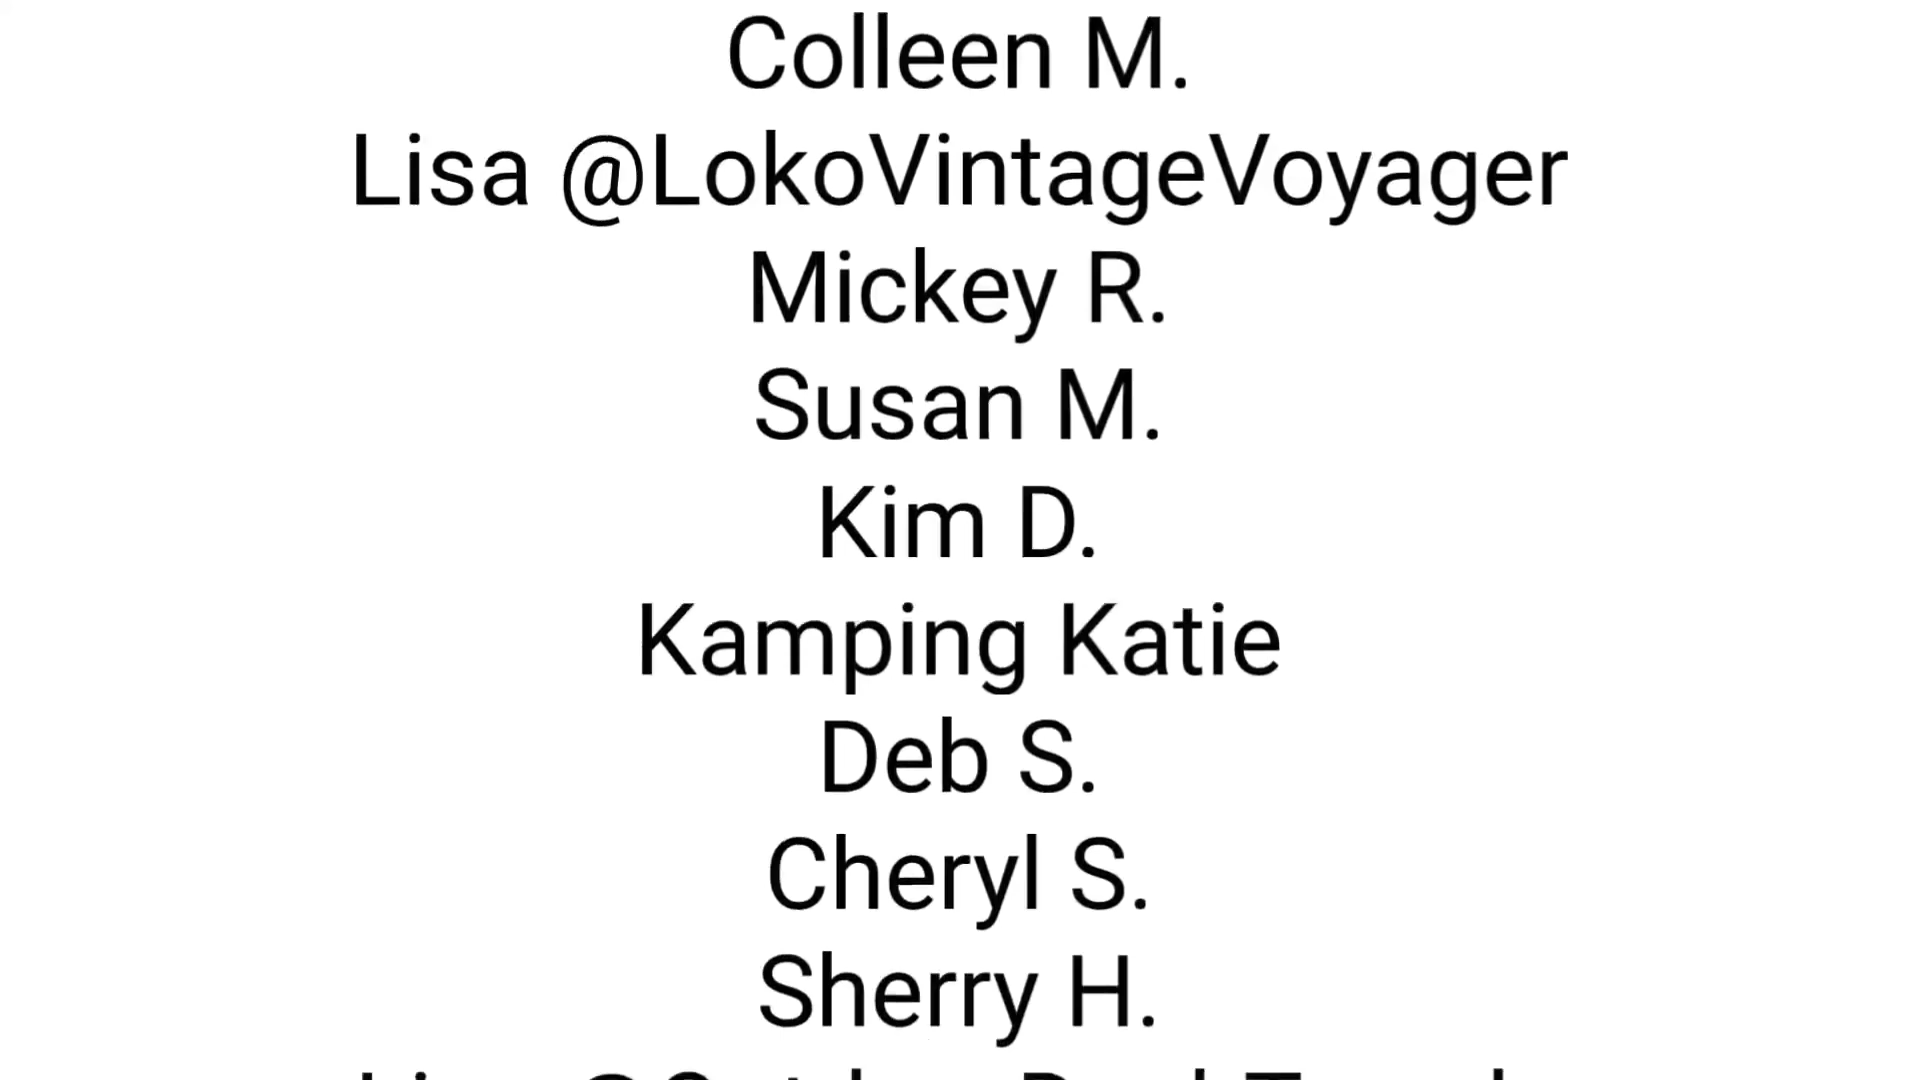 Colleen M.
Lisa @LokoVintageVoyager
Mickey R.
Susan M.
Kim D.
Kamping Katie
Deb S.
Cheryl S.
Sherry H.